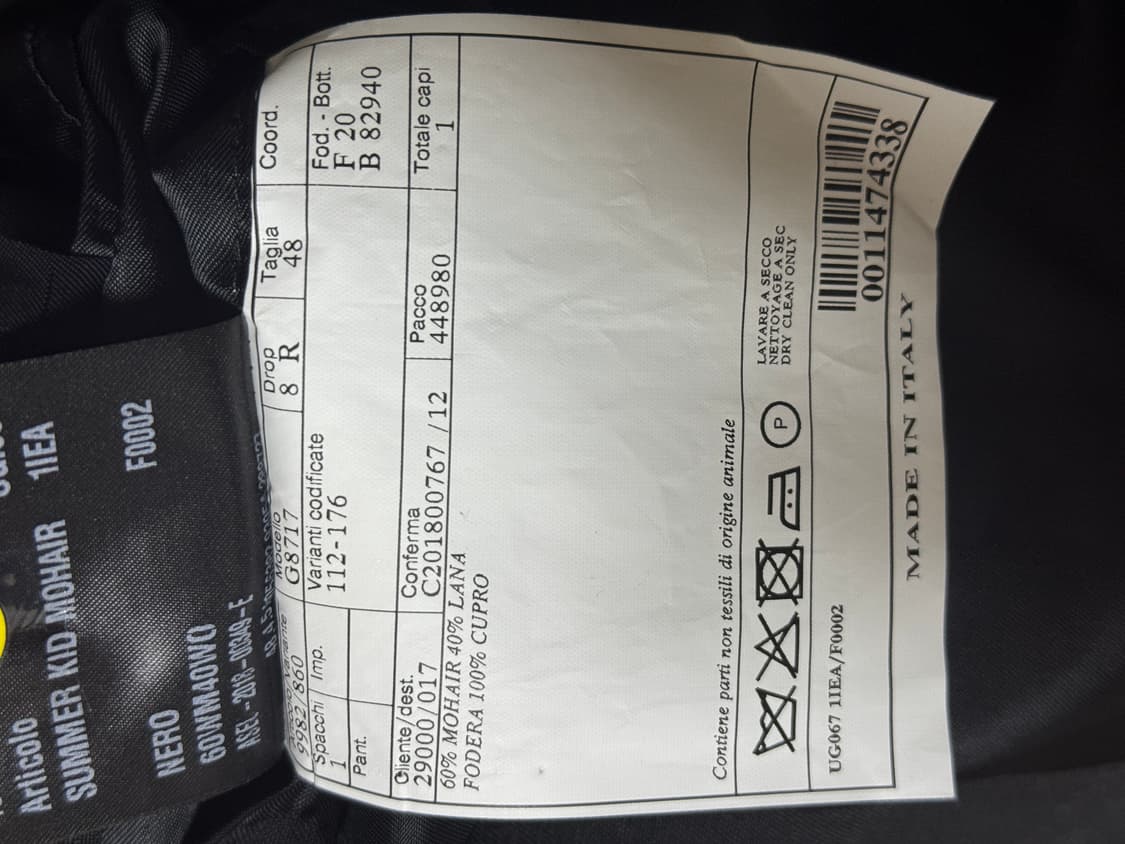 Articolo
SUMMER KID MOHAIR 1IEA
NERO F0002
60WM40WO
ASEL-2018-0049-E
Modello Drop Taglia Coord.
9982 860 G8717 8 R 48
Spacchi Imp. Varianti codificate Fod. - Bott.
1 112-176 F 20
Pant. B 82940
Cliente/dest. Conferma Pacco Totale capi
29000/017 C201800767 /12 448980 1
60% MOHAIR 40% LANA
FODERA 100% CUPRO
Contiene parti non tessili di origine animale
P
LAVARE A SECCO
NETTOYAGE A SEC
DRY CLEAN ONLY
UG067 1IEA/F0002
0011474338
MADE IN ITALY